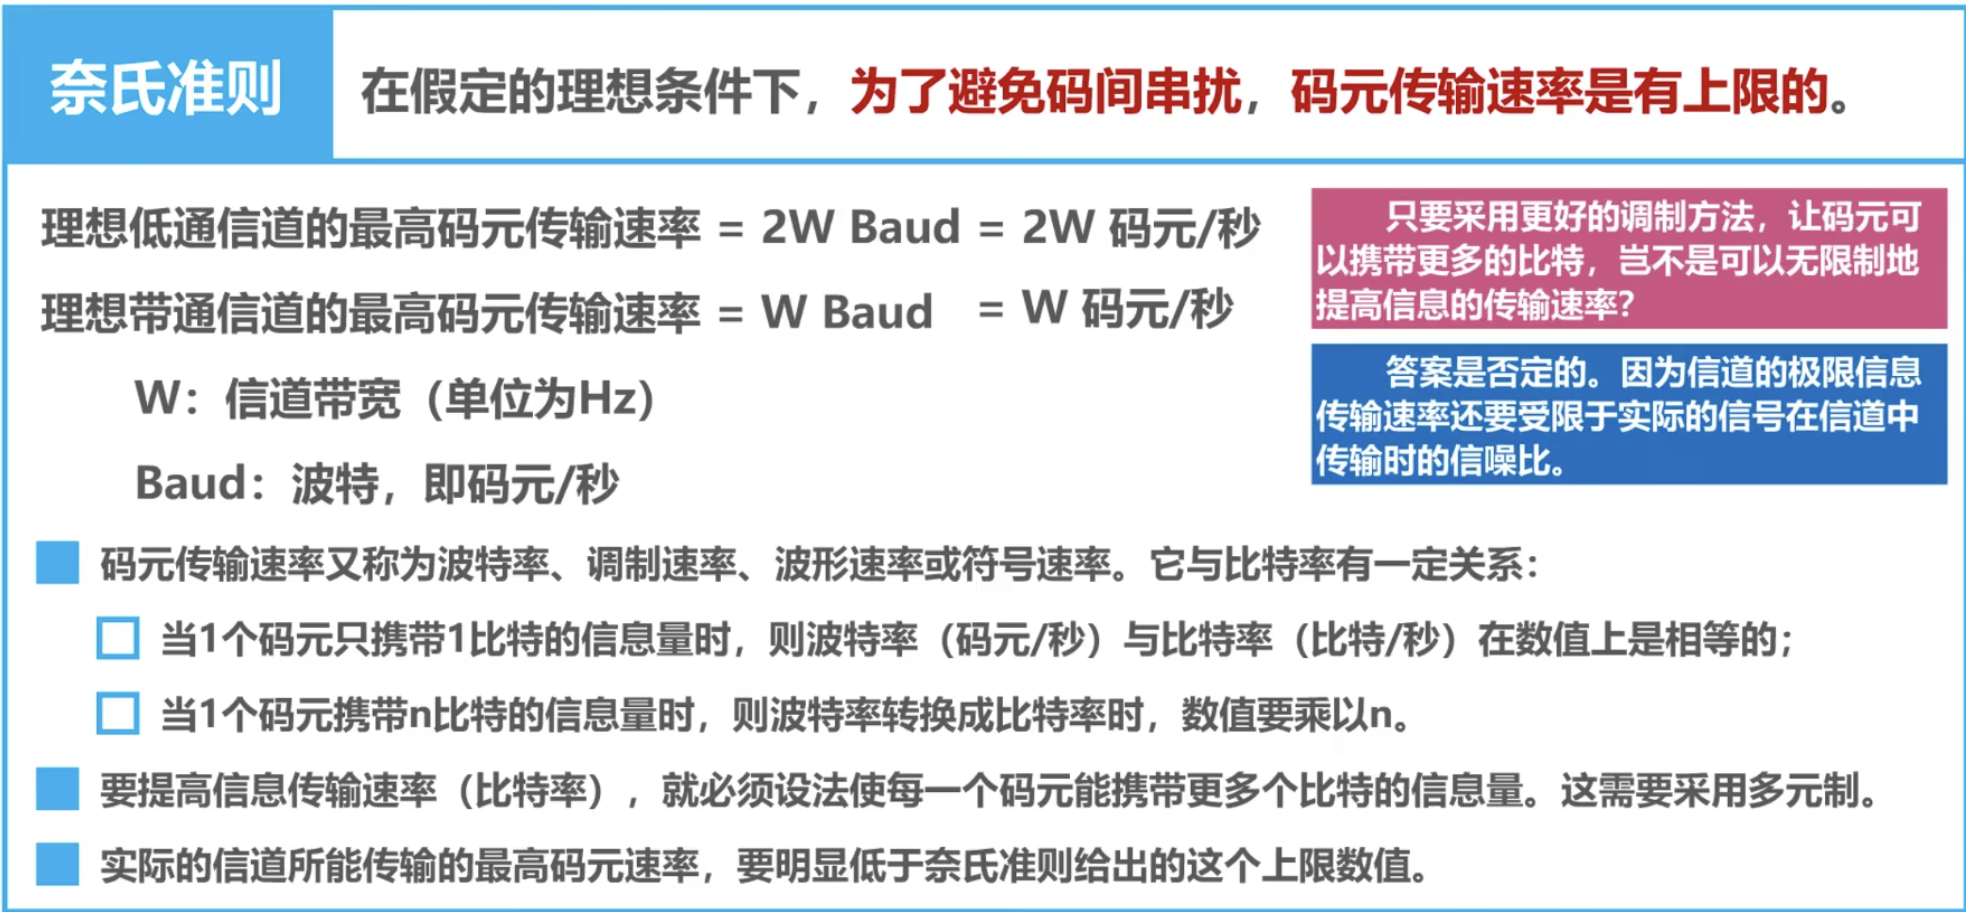 奈氏准则
在假定的理想条件下，为了避免码间串扰，码元传输速率是有上限的。
理想低通信道的最高码元传输速率 = 2W Baud = 2W 码元/秒
理想带通信道的最高码元传输速率 = W Baud = W 码元/秒
W：信道带宽（单位为Hz）
Baud：波特，即码元/秒
只要采用更好的调制方法，让码元可
以携带更多的比特，岂不是可以无限制地
提高信息的传输速率？
答案是否定的。因为信道的极限信息
传输速率还要受限于实际的信号在信道中
传输时的信噪比。
码元传输速率又称为波特率、调制速率、波形速率或符号速率。它与比特率有一定关系：
当1个码元只携带1比特的信息量时，则波特率（码元/秒）与比特率（比特/秒）在数值上是相等的；
当1个码元携带n比特的信息量时，则波特率转换成比特率时，数值要乘以n。
要提高信息传输速率（比特率），就必须设法使每一个码元能携带更多个比特的信息量。这需要采用多元制。
实际的信道所能传输的最高码元速率，要明显低于奈氏准则给出的这个上限数值。